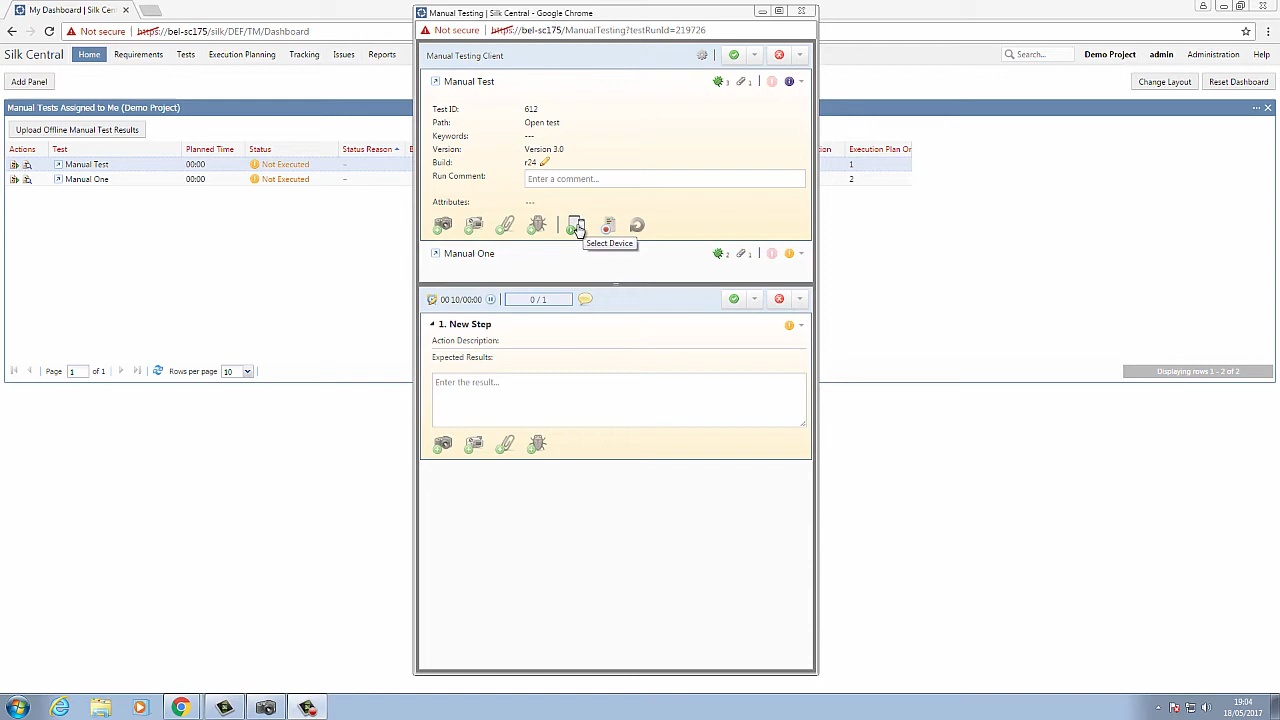 My Dashboard | Silk Centr
Not secure | https://bel-sc175/silk/DEF/TM/Dashboard
Silk Central Home Requirements Tests Execution Planning Tracking Issues Reports
Search... Demo Project admin Administration Help
Add Panel
Change Layout Reset Dashboard
Manual Tests Assigned to Me (Demo Project)
Upload Offline Manual Test Results
Actions Test Planned Time Status Status Reason Execution Plan Or
Manual Test 00:00 Not Executed – 1
Manual One 00:00 Not Executed – 2
Page 1 of 1 Rows per page 10
Displaying rows 1 - 2 of 2
Manual Testing | Silk Central - Google Chrome
Not secure | https://bel-sc175/ManualTesting?testRunId=219726
Manual Testing Client
Manual Test 3 1
Test ID: 612
Path: Open test
Keywords: ---
Version: Version 3.0
Build: r24
Run Comment: Enter a comment...
Attributes: ---
Select Device
Manual One 2 1
00:10/00:00 0 / 1
1. New Step
Action Description:
Expected Results:
Enter the result...
19:04
18/05/2017